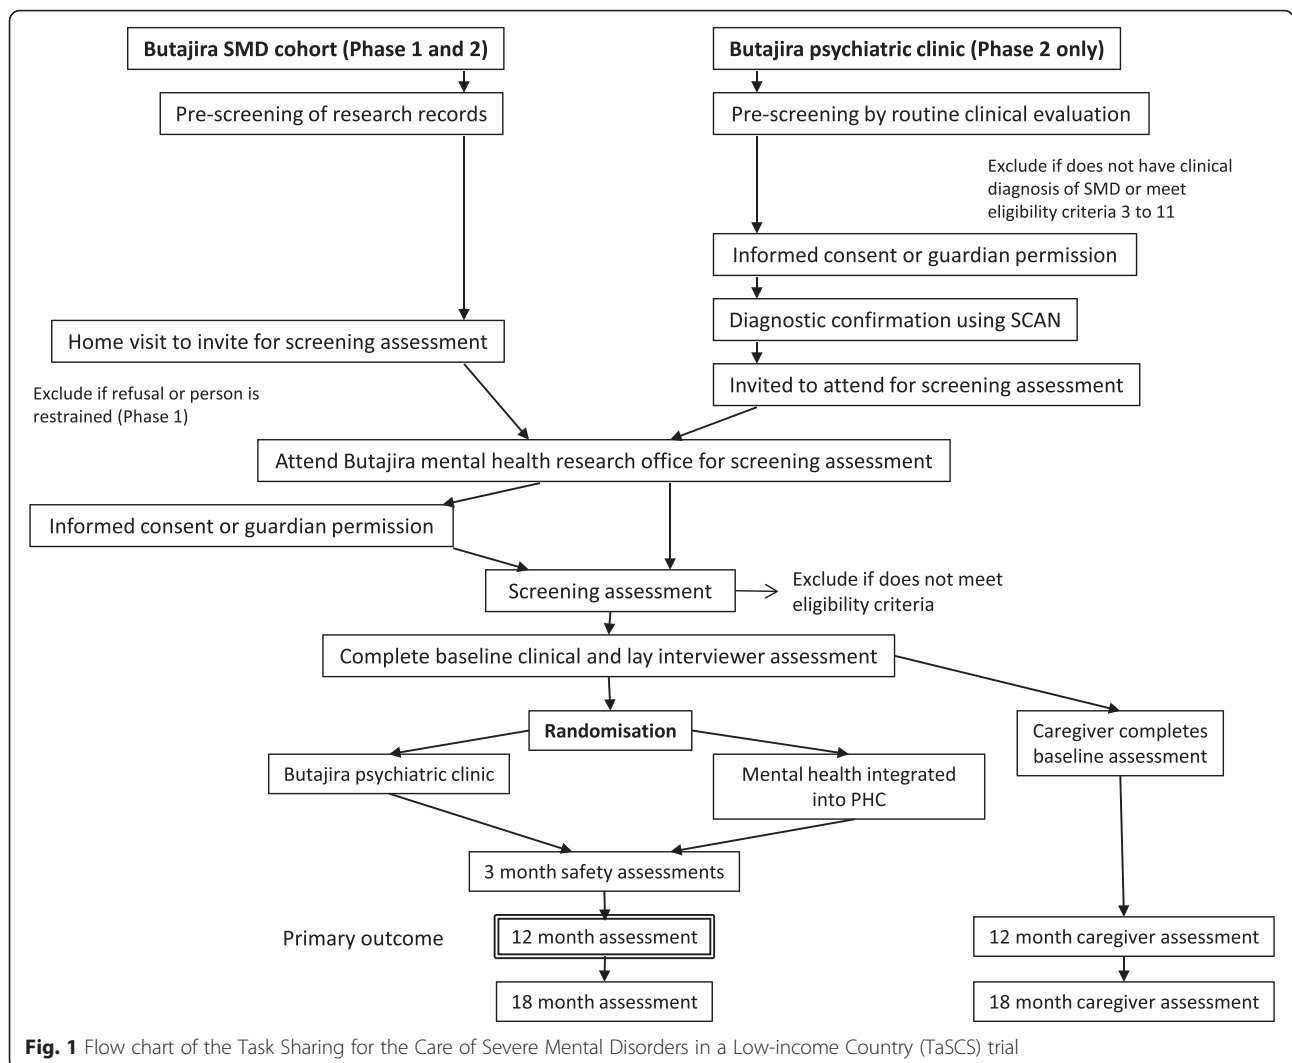 Butajira SMD cohort (Phase 1 and 2)
Butajira psychiatric clinic (Phase 2 only)
Pre-screening of research records
Pre-screening by routine clinical evaluation
Exclude if does not have clinical
diagnosis of SMD or meet
eligibility criteria 3 to 11
Informed consent or guardian permission
Diagnostic confirmation using SCAN
Home visit to invite for screening assessment
Invited to attend for screening assessment
Exclude if refusal or person is
restrained (Phase 1)
Attend Butajira mental health research office for screening assessment
Informed consent or guardian permission
Screening assessment
Exclude if does not meet
eligibility criteria
Complete baseline clinical and lay interviewer assessment
Randomisation
Caregiver completes
baseline assessment
Butajira psychiatric clinic
Mental health integrated
into PHC
3 month safety assessments
Primary outcome
12 month assessment
12 month caregiver assessment
18 month assessment
18 month caregiver assessment
Fig. 1 Flow chart of the Task Sharing for the Care of Severe Mental Disorders in a Low-income Country (TaSCS) trial